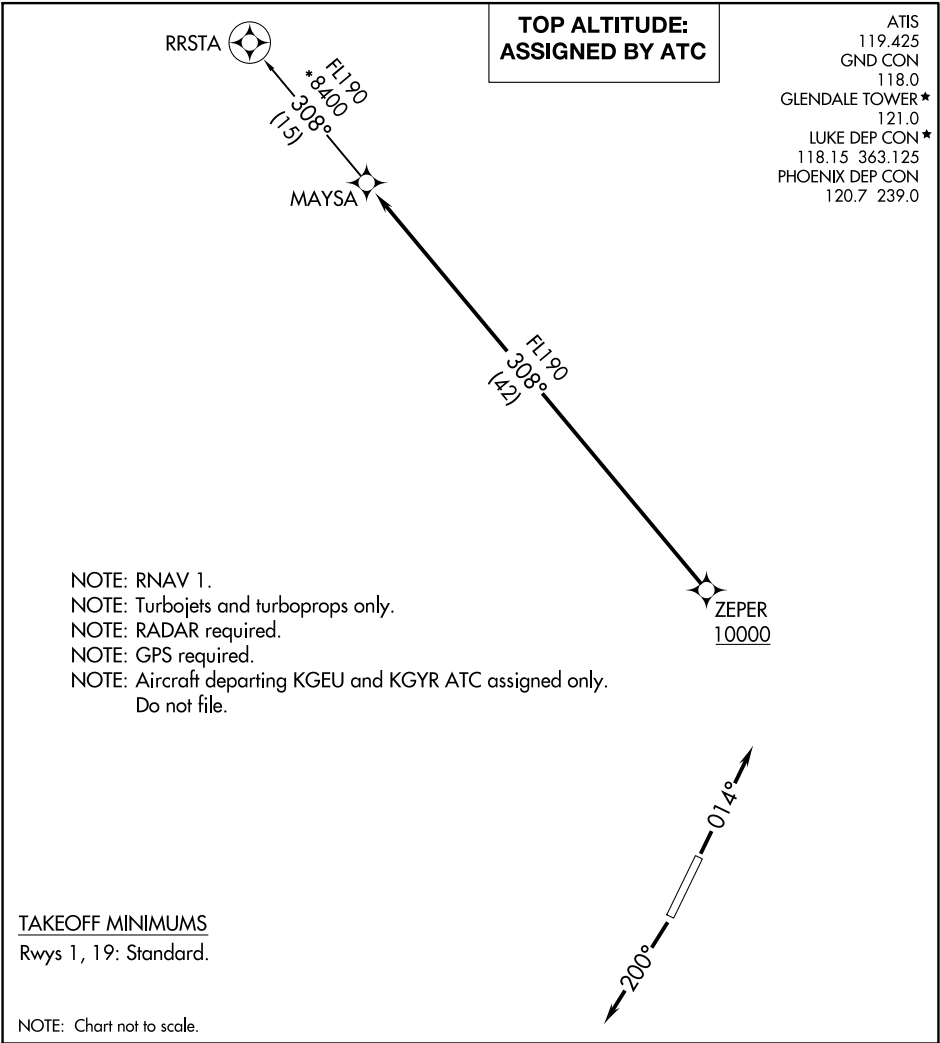 TOP ALTITUDE:
ASSIGNED BY ATC
ATIS
119.425
GND CON
118.0
GLENDALE TOWER★
121.0
LUKE DEP CON★
118.15 363.125
PHOENIX DEP CON
120.7 239.0
RRSTA
FL190
*8400
308°
(15)
MAYSA
FL190
308°
(42)
ZEPER
10000
NOTE: RNAV 1.
NOTE: Turbojets and turboprops only.
NOTE: RADAR required.
NOTE: GPS required.
NOTE: Aircraft departing KGEU and KGYR ATC assigned only.
Do not file.
014°
200°
TAKEOFF MINIMUMS
Rwys 1, 19: Standard.
NOTE: Chart not to scale.